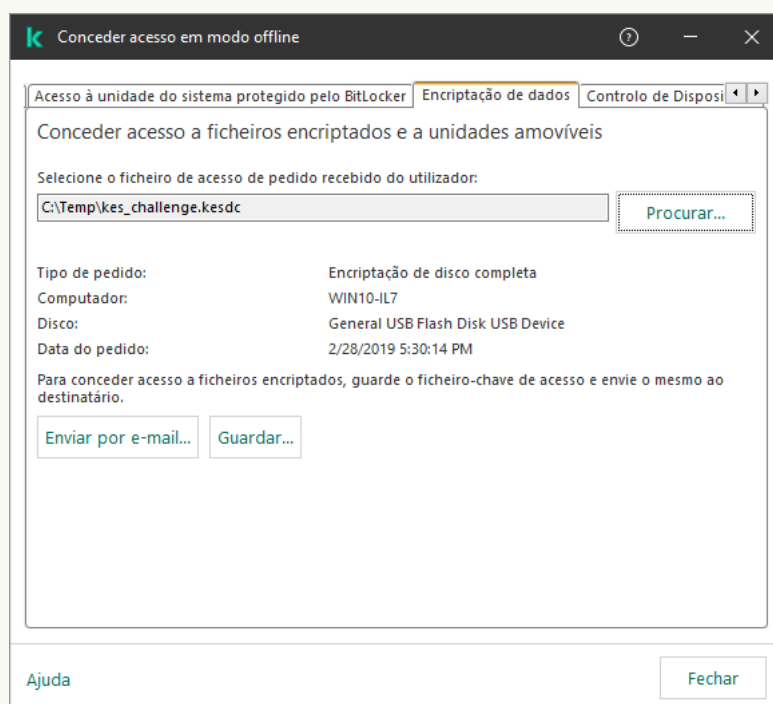 Conceder acesso em modo offline
Acesso à unidade do sistema protegido pelo BitLocker Encriptação de dados Controlo de Disposi
Conceder acesso a ficheiros encriptados e a unidades amovíveis
Selecione o ficheiro de acesso de pedido recebido do utilizador:
C:\Temp\kes_challenge.kesdc Procurar...
Tipo de pedido: Encriptação de disco completa
Computador: WIN10-IL7
Disco: General USB Flash Disk USB Device
Data do pedido: 2/28/2019 5:30:14 PM
Para conceder acesso a ficheiros encriptados, guarde o ficheiro-chave de acesso e envie o mesmo ao
destinatário.
Enviar por e-mail... Guardar...
Ajuda Fechar